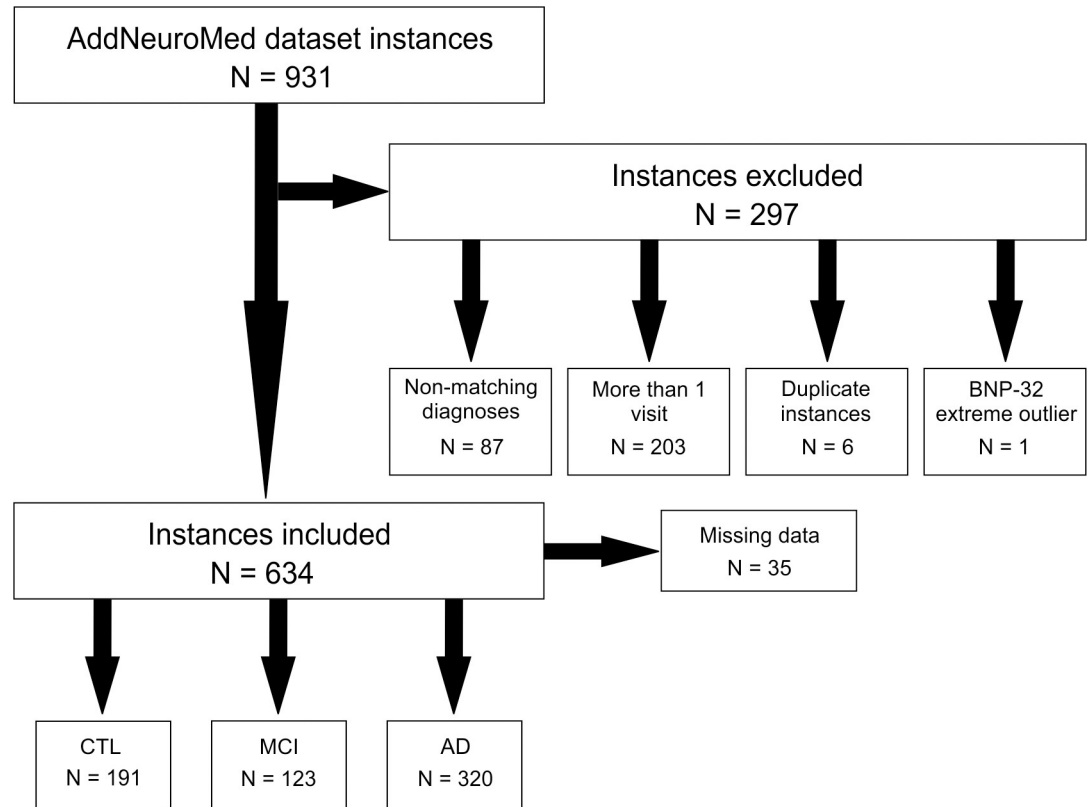 AddNeuroMed dataset instances
N = 931
Instances excluded
N = 297
Non-matching
diagnoses
N = 87
More than 1
visit
N = 203
Duplicate
instances
N = 6
BNP-32
extreme outlier
N = 1
Instances included
N = 634
Missing data
N = 35
CTL
N = 191
MCI
N = 123
AD
N = 320